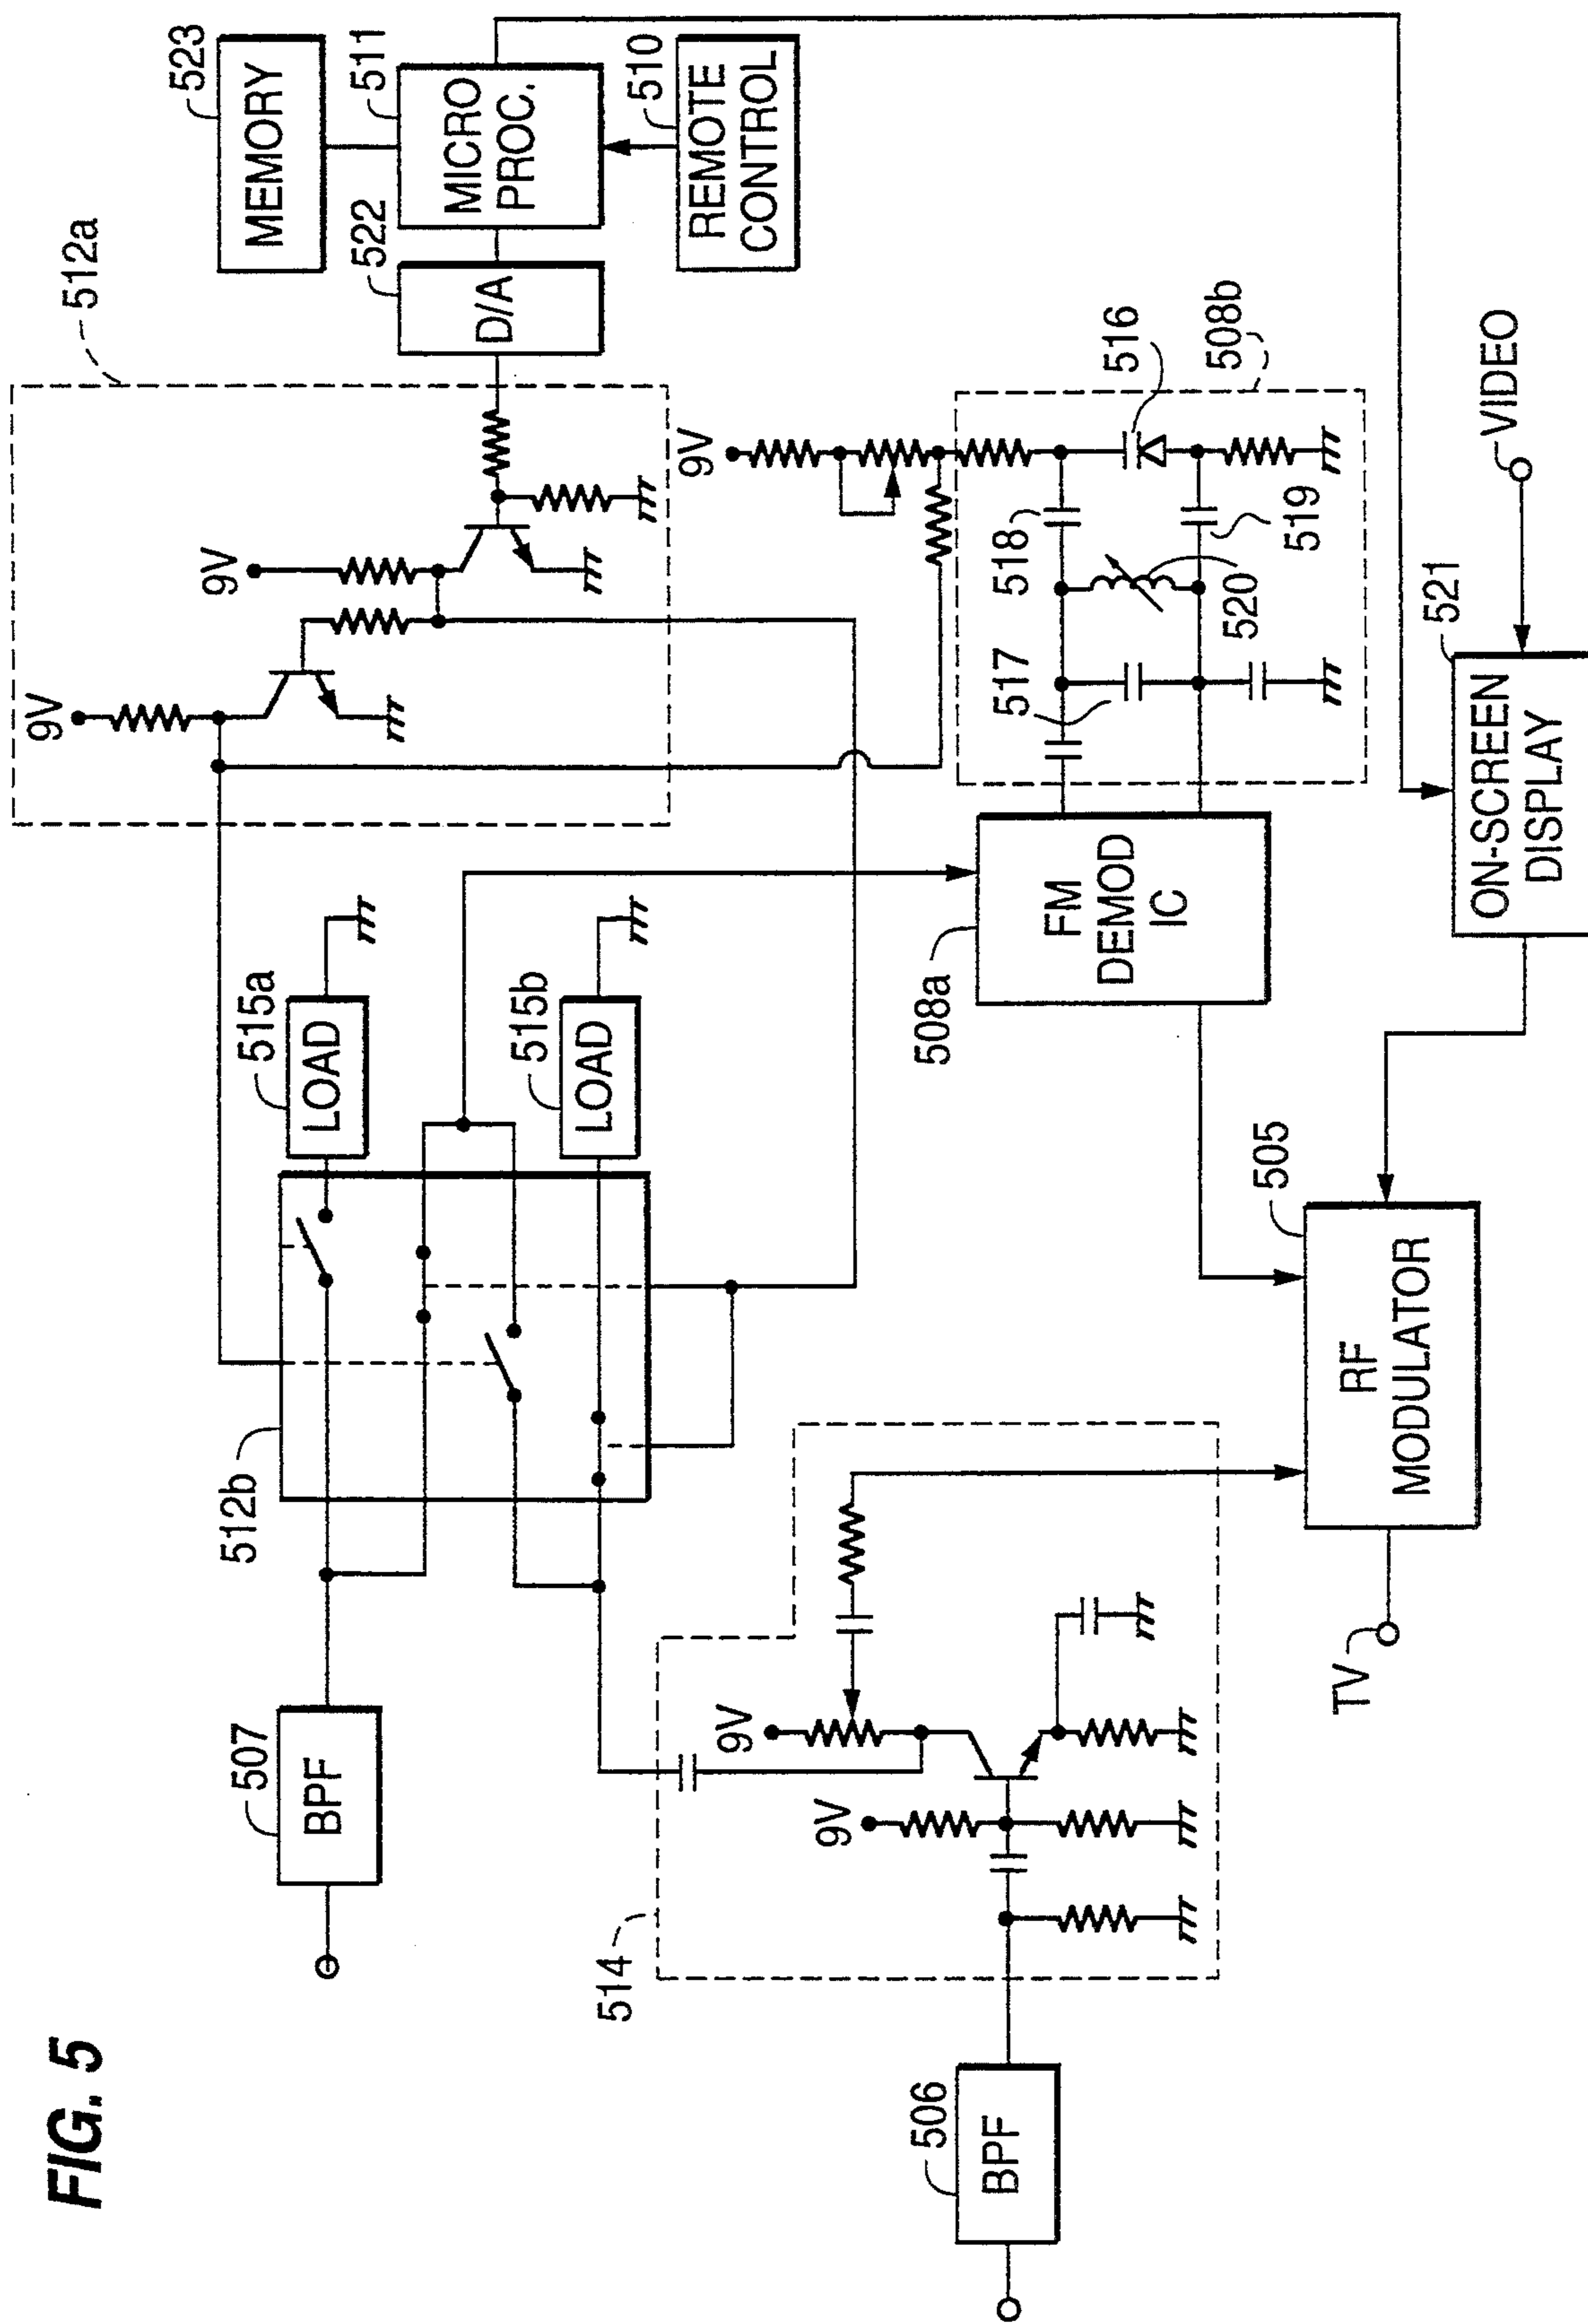 FIG. 5
507
BPF
506
BPF
514
9V
9V
512b
515a
LOAD
515b
LOAD
9V
9V
512a
523
MEMORY
522
D/A
511
MICRO
PROC.
510
REMOTE
CONTROL
9V
508a
FM
DEMOD
IC
517
518
520
519
516
508b
TV
505
RF
MODULATOR
521
ON-SCREEN
DISPLAY
VIDEO